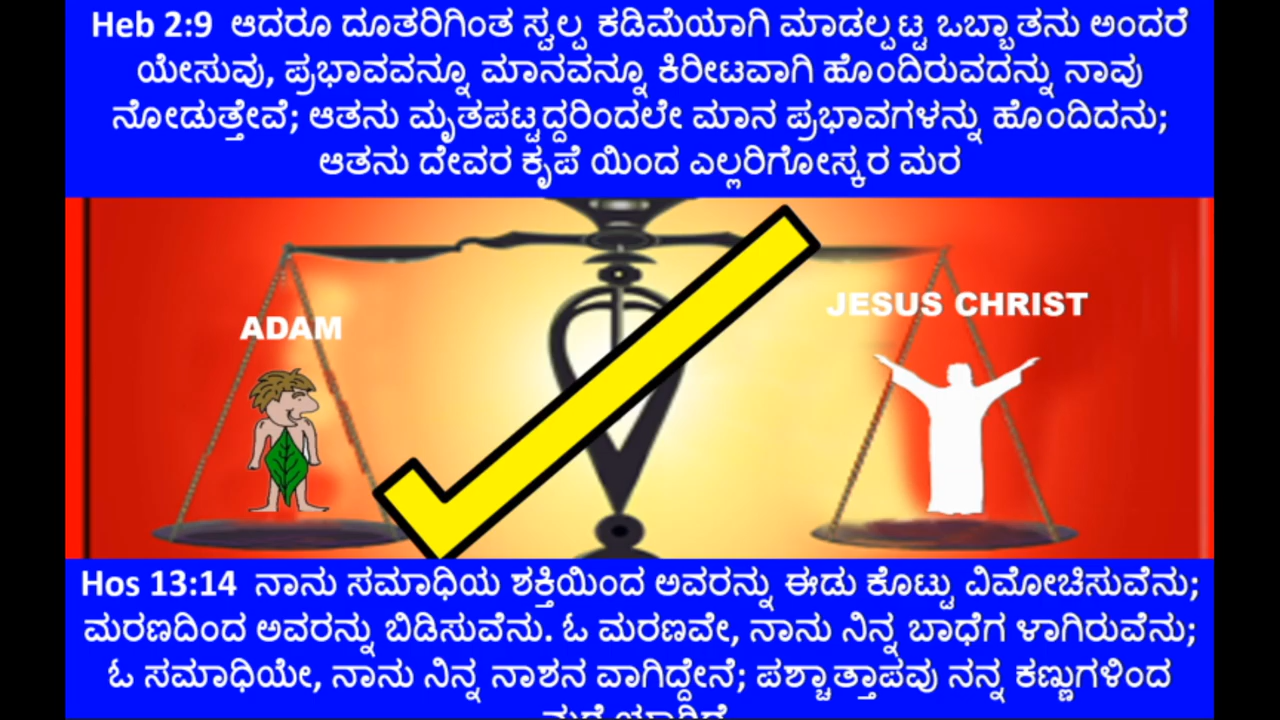 Heb 2:9 ಆದರೂ ದೂತರಿಗಿಂತ ಸ್ವಲ್ಪ ಕಡಿಮೆಯಾಗಿ ಮಾಡಲ್ಪಟ್ಟ ಒಬ್ಬಾತನು ಅಂದರೆ
ಯೇಸುವು, ಪ್ರಭಾವವನ್ನೂ ಮಾನವನ್ನೂ ಕಿರೀಟವಾಗಿ ಹೊಂದಿರುವದನ್ನು ನಾವು
ನೋಡುತ್ತೇವೆ; ಆತನು ಮೃತಪಟ್ಟದ್ದರಿಂದಲೇ ಮಾನ ಪ್ರಭಾವಗಳನ್ನು ಹೊಂದಿದನು;
ಆತನು ದೇವರ ಕೃಪೆ ಯಿಂದ ಎಲ್ಲರಿಗೋಸ್ಕರ ಮರ
JESUS CHRIST
ADAM
Hos 13:14 ನಾನು ಸಮಾಧಿಯ ಶಕ್ತಿಯಿಂದ ಅವರನ್ನು ಈಡು ಕೊಟ್ಟು ವಿಮೋಚಿಸುವೆನು;
ಮರಣದಿಂದ ಅವರನ್ನು ಬಿಡಿಸುವೆನು. ಓ ಮರಣವೇ, ನಾನು ನಿನ್ನ ಬಾಧೆಗ ಳಾಗಿರುವೆನು;
ಓ ಸಮಾಧಿಯೇ, ನಾನು ನಿನ್ನ ನಾಶನ ವಾಗಿದ್ದೇನೆ; ಪಶ್ಚಾತ್ತಾಪವು ನನ್ನ ಕಣ್ಣುಗಳಿಂದ